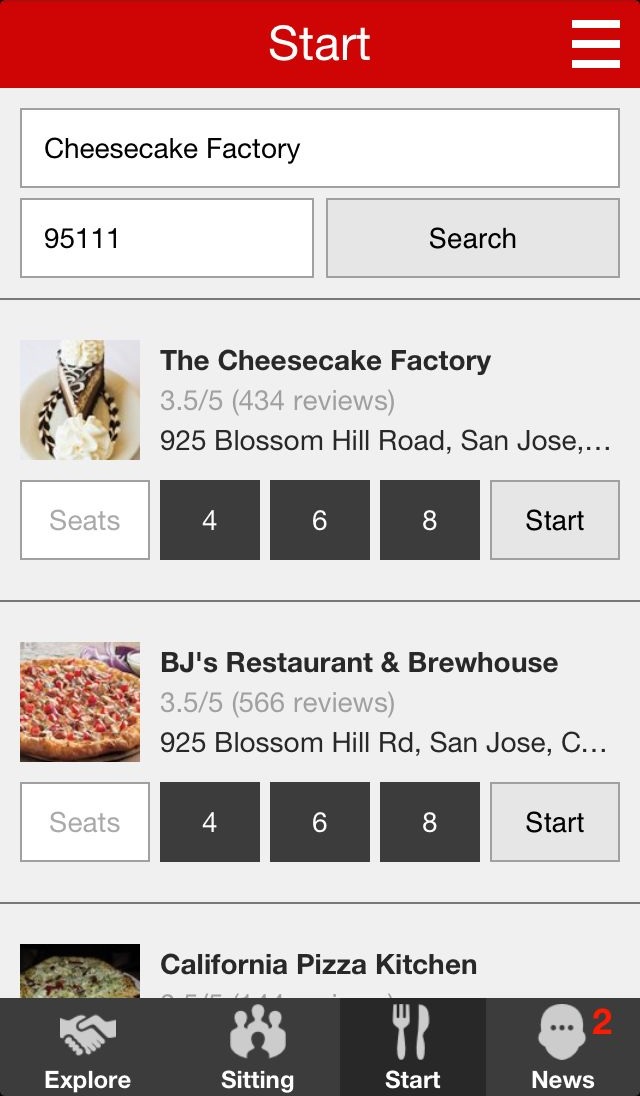 Start
Cheesecake Factory
95111 Search
The Cheesecake Factory
3.5/5 (434 reviews)
925 Blossom Hill Road, San Jose,...
Seats 4 6 8 Start
BJ's Restaurant & Brewhouse
3.5/5 (566 reviews)
925 Blossom Hill Rd, San Jose, C...
Seats 4 6 8 Start
California Pizza Kitchen
2
Explore Sitting Start News